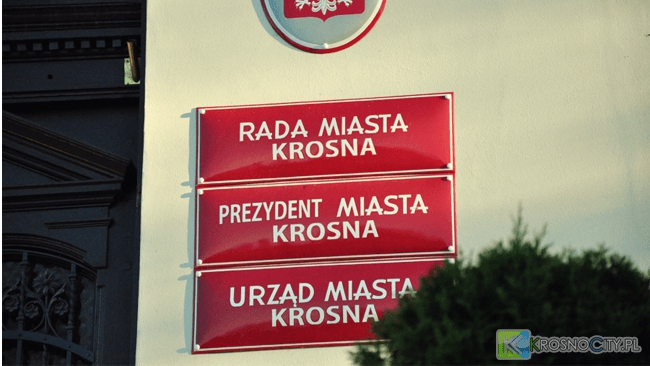 RADA MIASTA
KROSNA
PREZYDENT MIASTA
KROSNA
URZĄD MIASTA
KROSNA
KROSNOCITY.PL